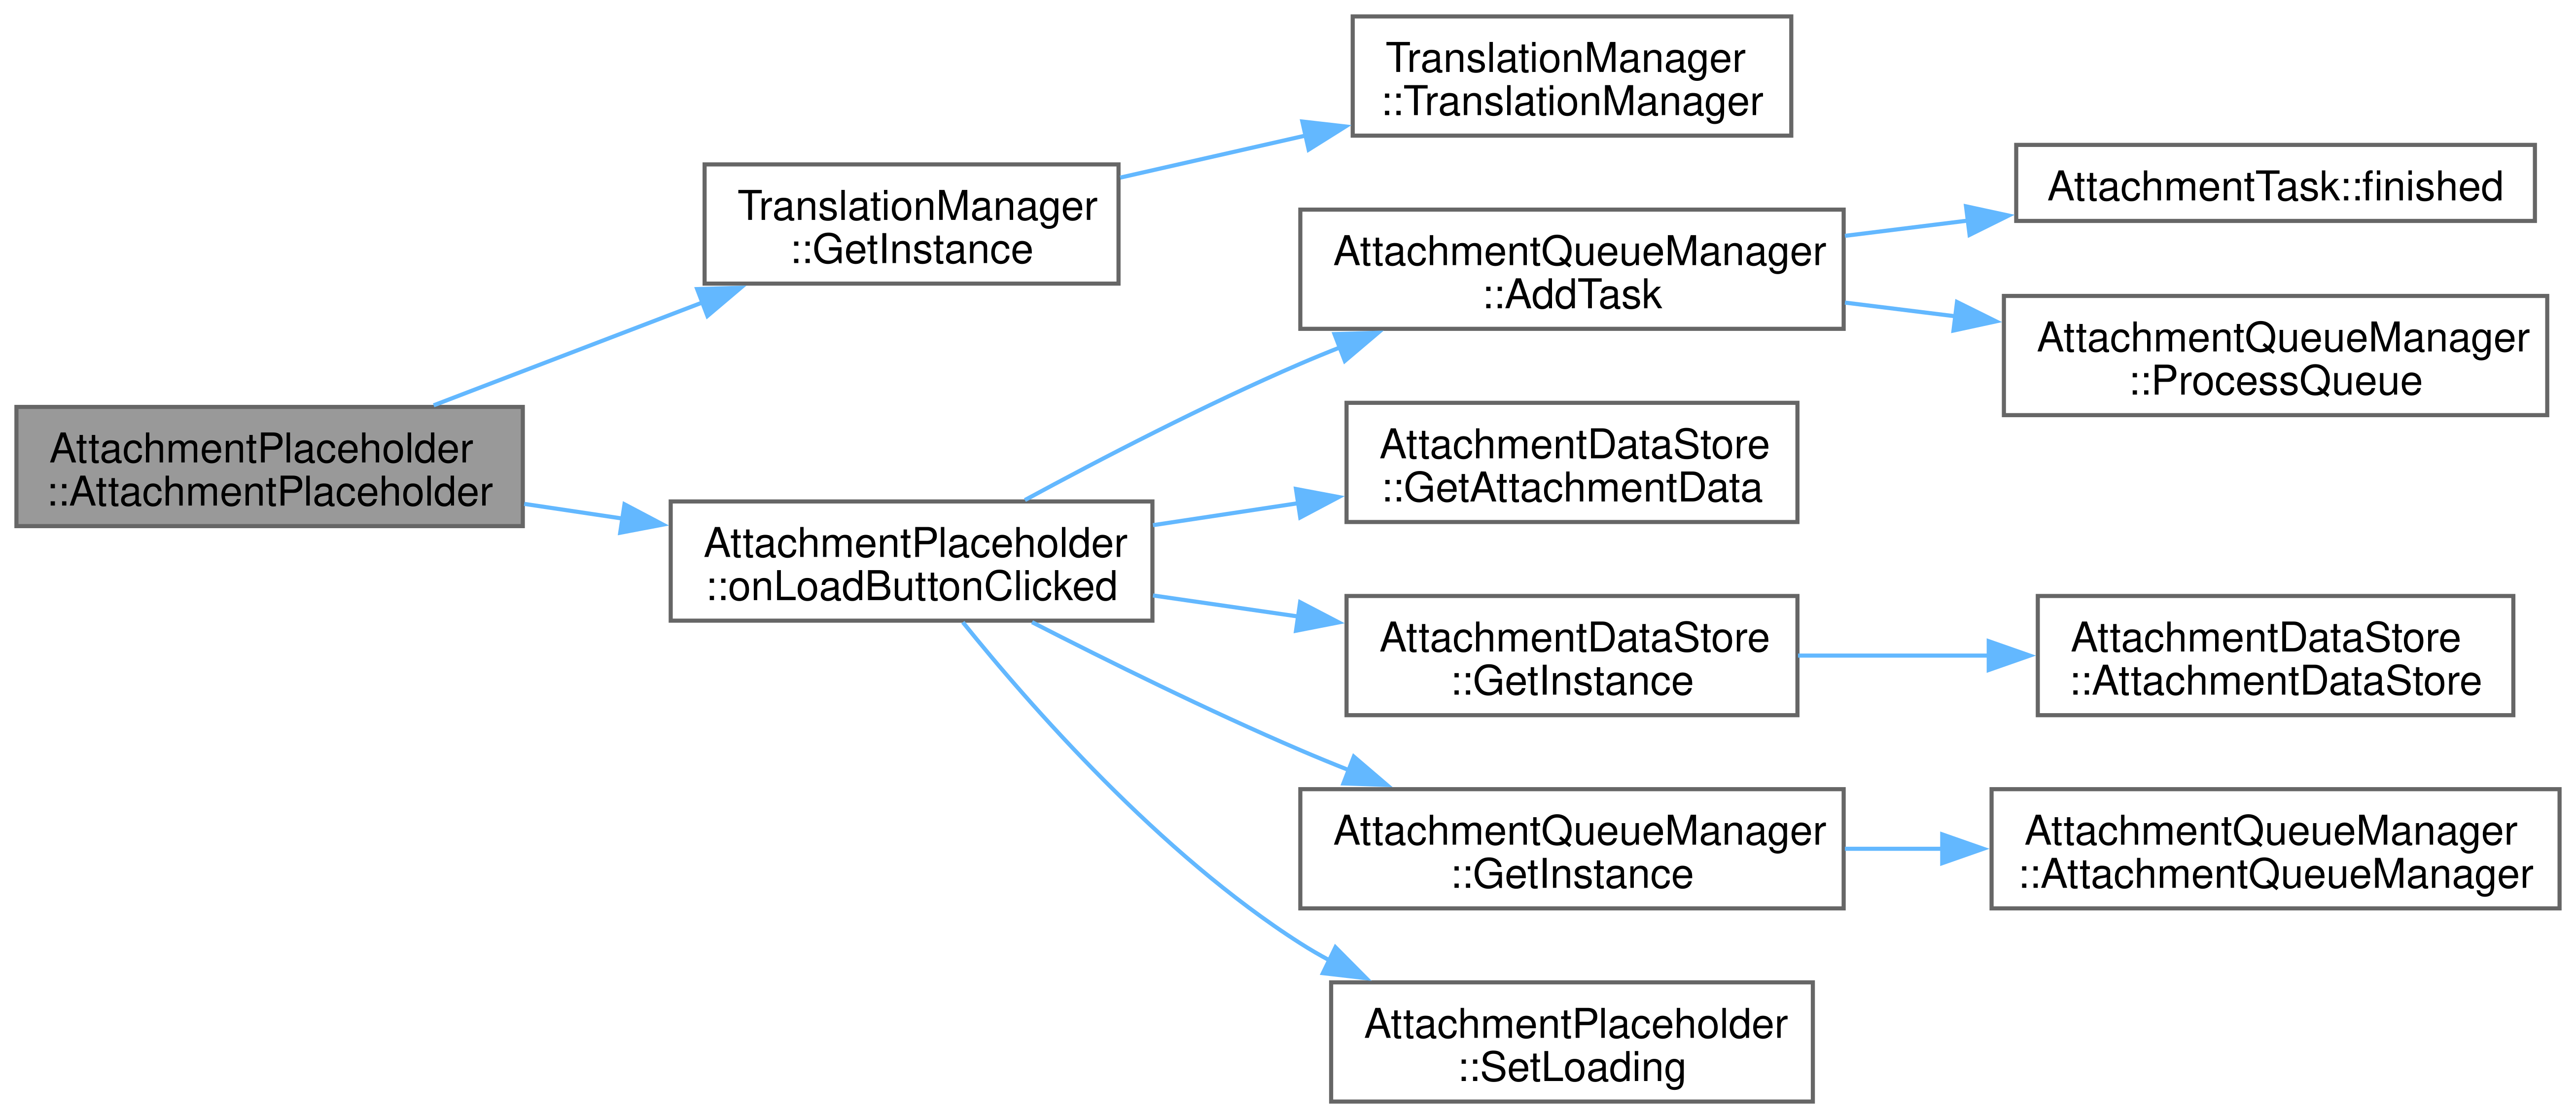 TranslationManager
::TranslationManager
AttachmentTask::finished
TranslationManager
::GetInstance
AttachmentQueueManager
::AddTask
AttachmentQueueManager
::ProcessQueue
AttachmentPlaceholder
::AttachmentPlaceholder
AttachmentDataStore
::GetAttachmentData
AttachmentPlaceholder
::onLoadButtonClicked
AttachmentDataStore
::GetInstance
AttachmentDataStore
::AttachmentDataStore
AttachmentQueueManager
::GetInstance
AttachmentQueueManager
::AttachmentQueueManager
AttachmentPlaceholder
::SetLoading